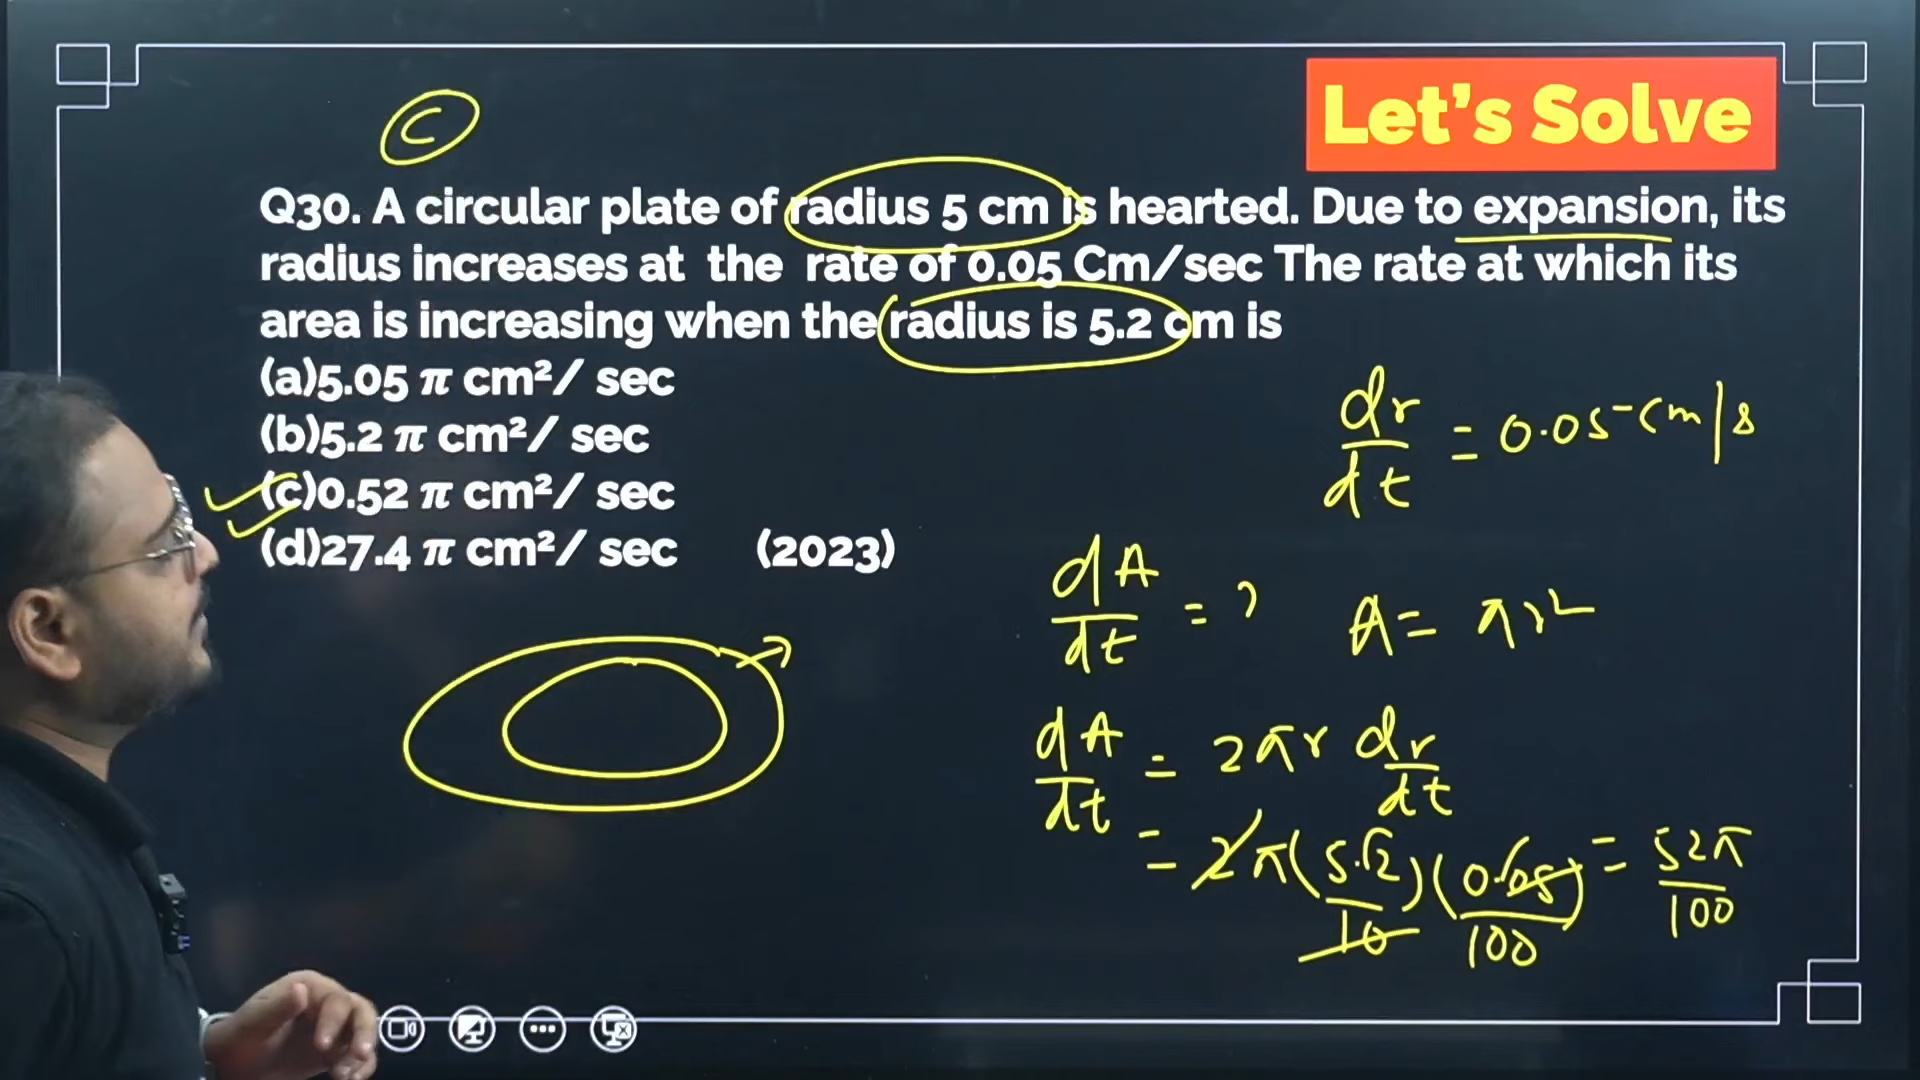 Let's Solve
C
Q30. A circular plate of radius 5 cm is hearted. Due to expansion, its
radius increases at the rate of 0.05 Cm/sec The rate at which its
area is increasing when the radius is 5.2 cm is
(a)5.05 π cm²/ sec
(b)5.2 π cm²/ sec
(c)0.52 π cm²/ sec
(d)27.4 π cm²/ sec (2023)
dr/dt = 0.05 cm/s
dA/dt = ? A = πr²
dA/dt = 2πr dr/dt
= 2π(5.2/10)(0.05/100) = 52π/100